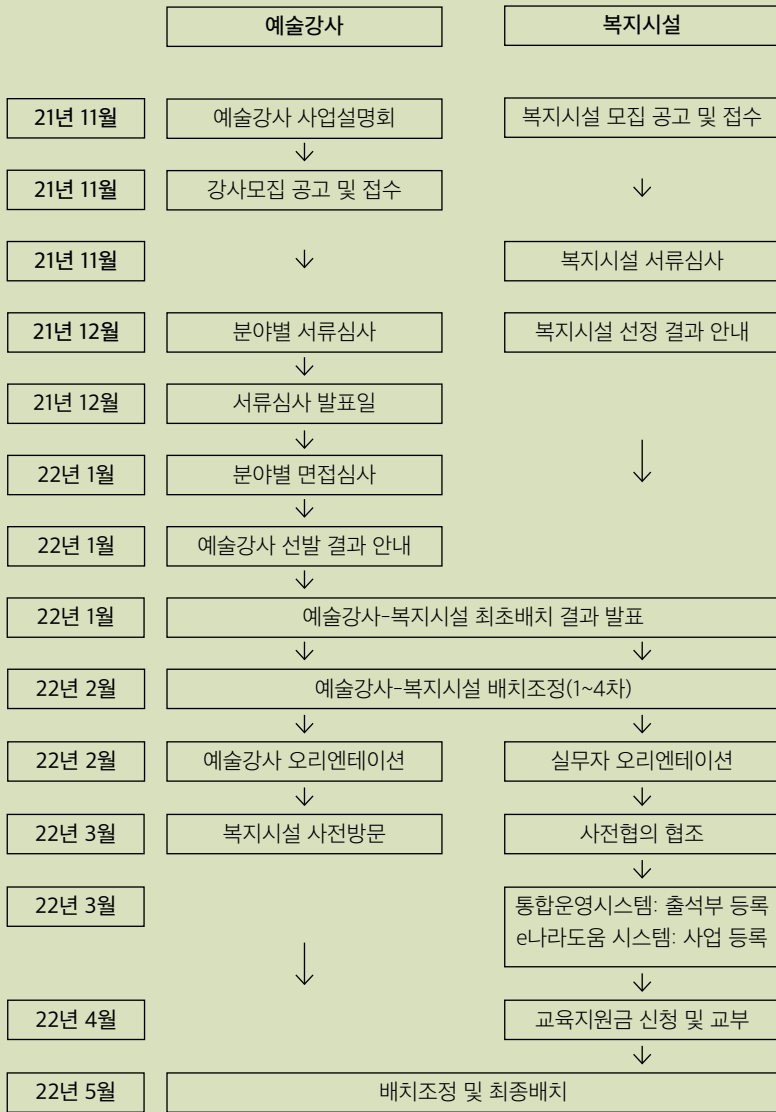 예술강사 복지시설
21년 11월 예술강사 사업설명회 복지시설 모집 공고 및 접수
21년 11월 강사모집 공고 및 접수
21년 11월 복지시설 서류심사
21년 12월 분야별 서류심사 복지시설 선정 결과 안내
21년 12월 서류심사 발표일
22년 1월 분야별 면접심사
22년 1월 예술강사 선발 결과 안내
22년 1월 예술강사-복지시설 최초배치 결과 발표
22년 2월 예술강사-복지시설 배치조정(1~4차)
22년 2월 예술강사 오리엔테이션 실무자 오리엔테이션
22년 3월 복지시설 사전방문 사전협의 협조
22년 3월 통합운영시스템: 출석부 등록
e나라도움 시스템: 사업 등록
22년 4월 교육지원금 신청 및 교부
22년 5월 배치조정 및 최종배치